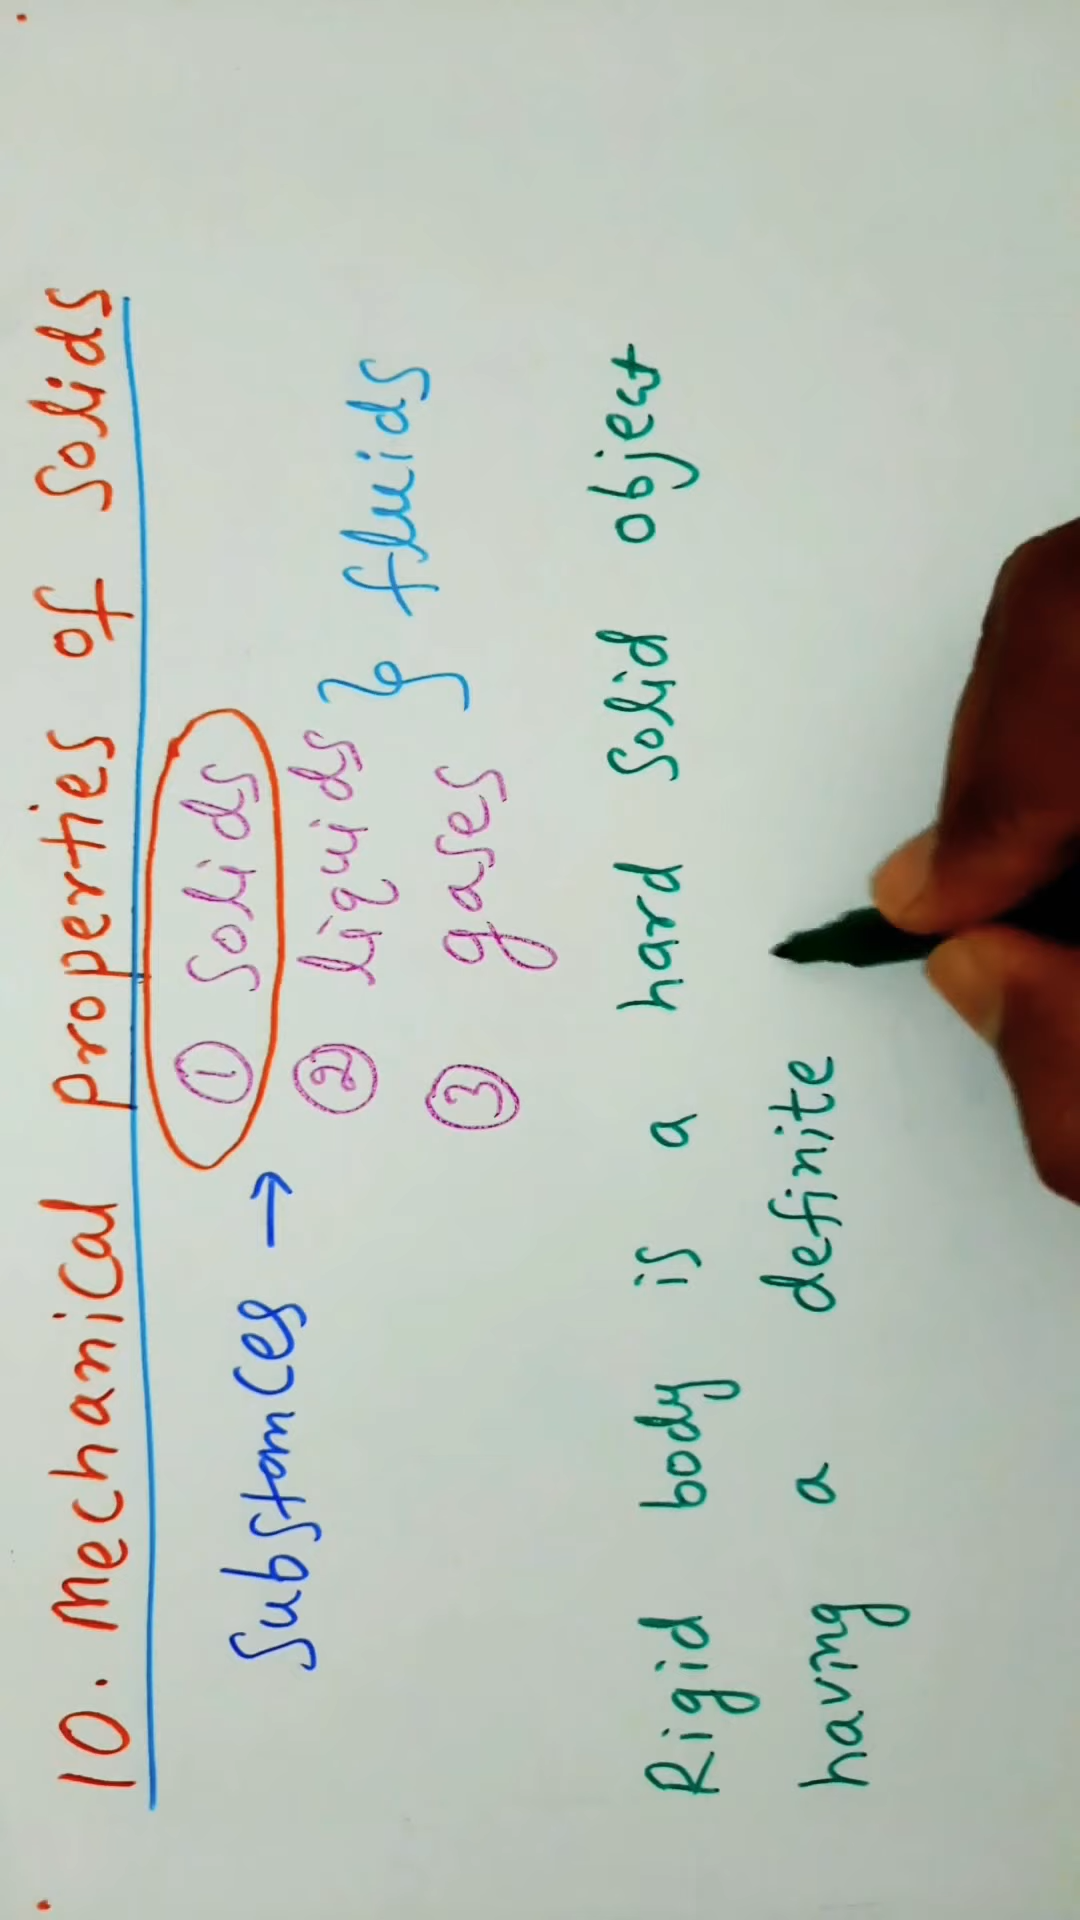 10. Mechanical properties of solids
① solids
substances → ② liquids } fluids
③ gases
Rigid body is a hard solid object
having a definite